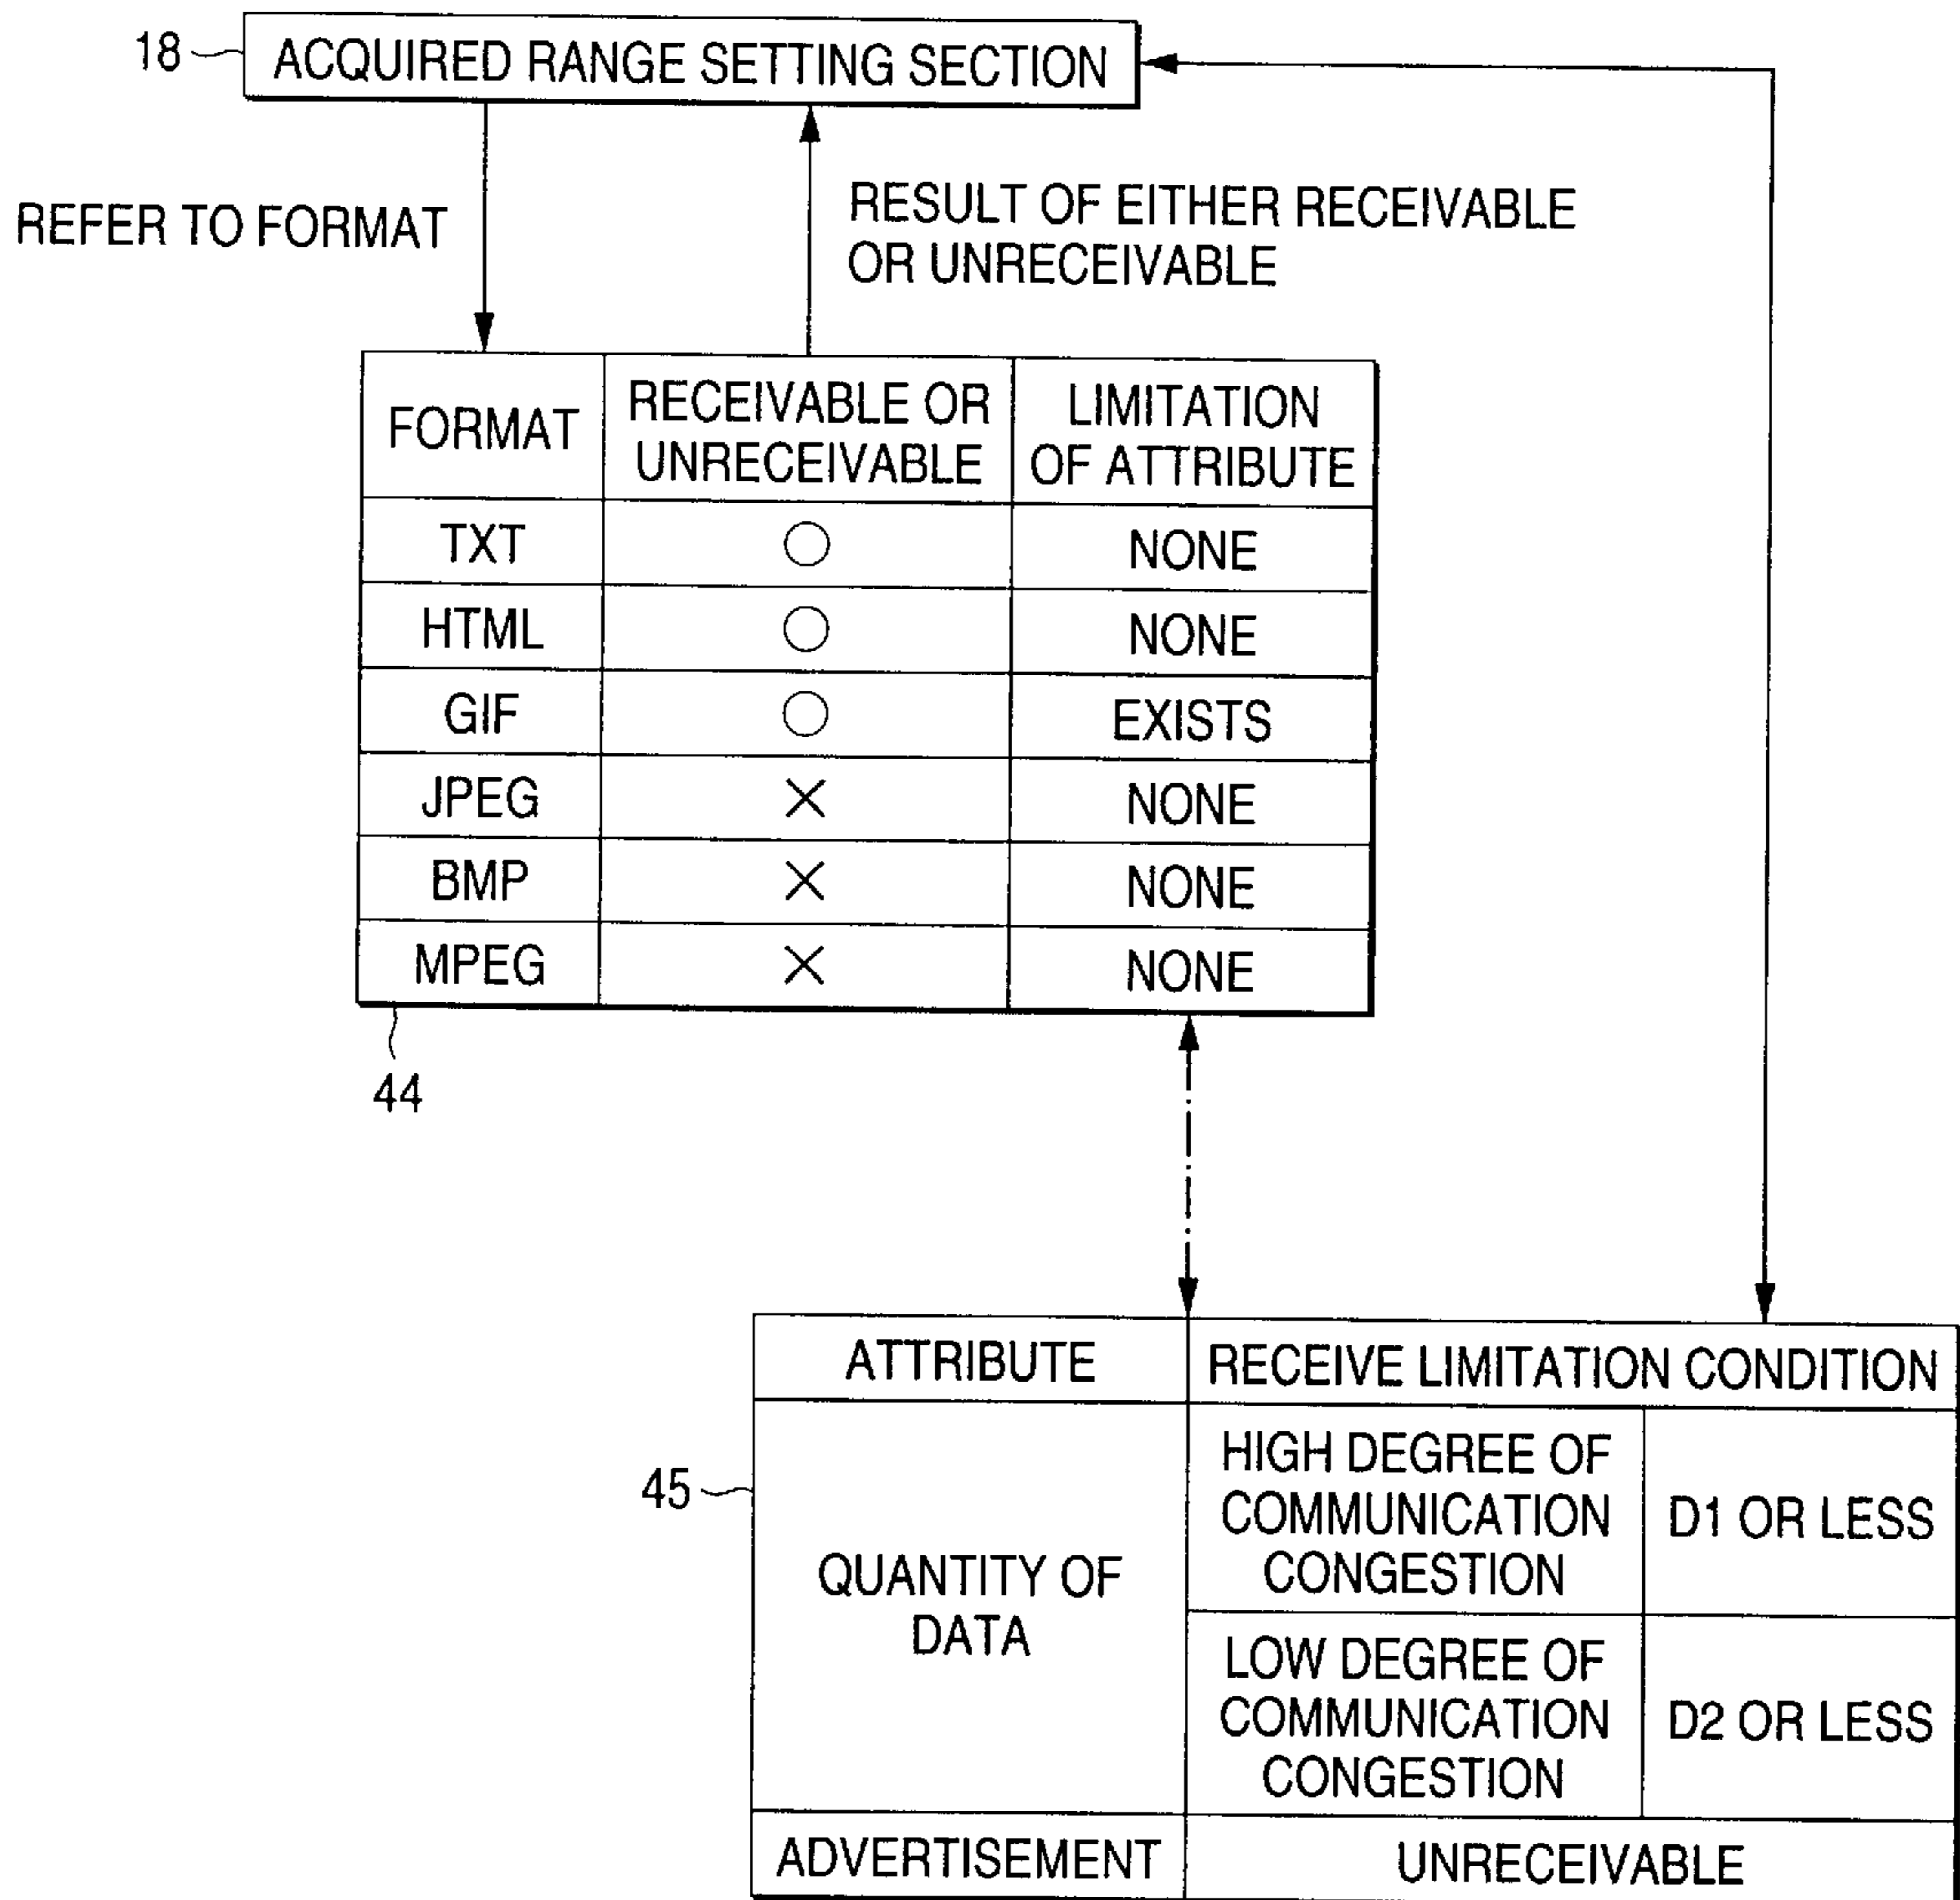 18
ACQUIRED RANGE SETTING SECTION
REFER TO FORMAT
RESULT OF EITHER RECEIVABLE
OR UNRECEIVABLE
FORMAT
RECEIVABLE OR
UNRECEIVABLE
LIMITATION
OF ATTRIBUTE
TXT ○ NONE
HTML ○ NONE
GIF ○ EXISTS
JPEG × NONE
BMP × NONE
MPEG × NONE
44
ATTRIBUTE
RECEIVE LIMITATION CONDITION
45
QUANTITY OF
DATA
HIGH DEGREE OF
COMMUNICATION
CONGESTION
D1 OR LESS
LOW DEGREE OF
COMMUNICATION
CONGESTION
D2 OR LESS
ADVERTISEMENT
UNRECEIVABLE